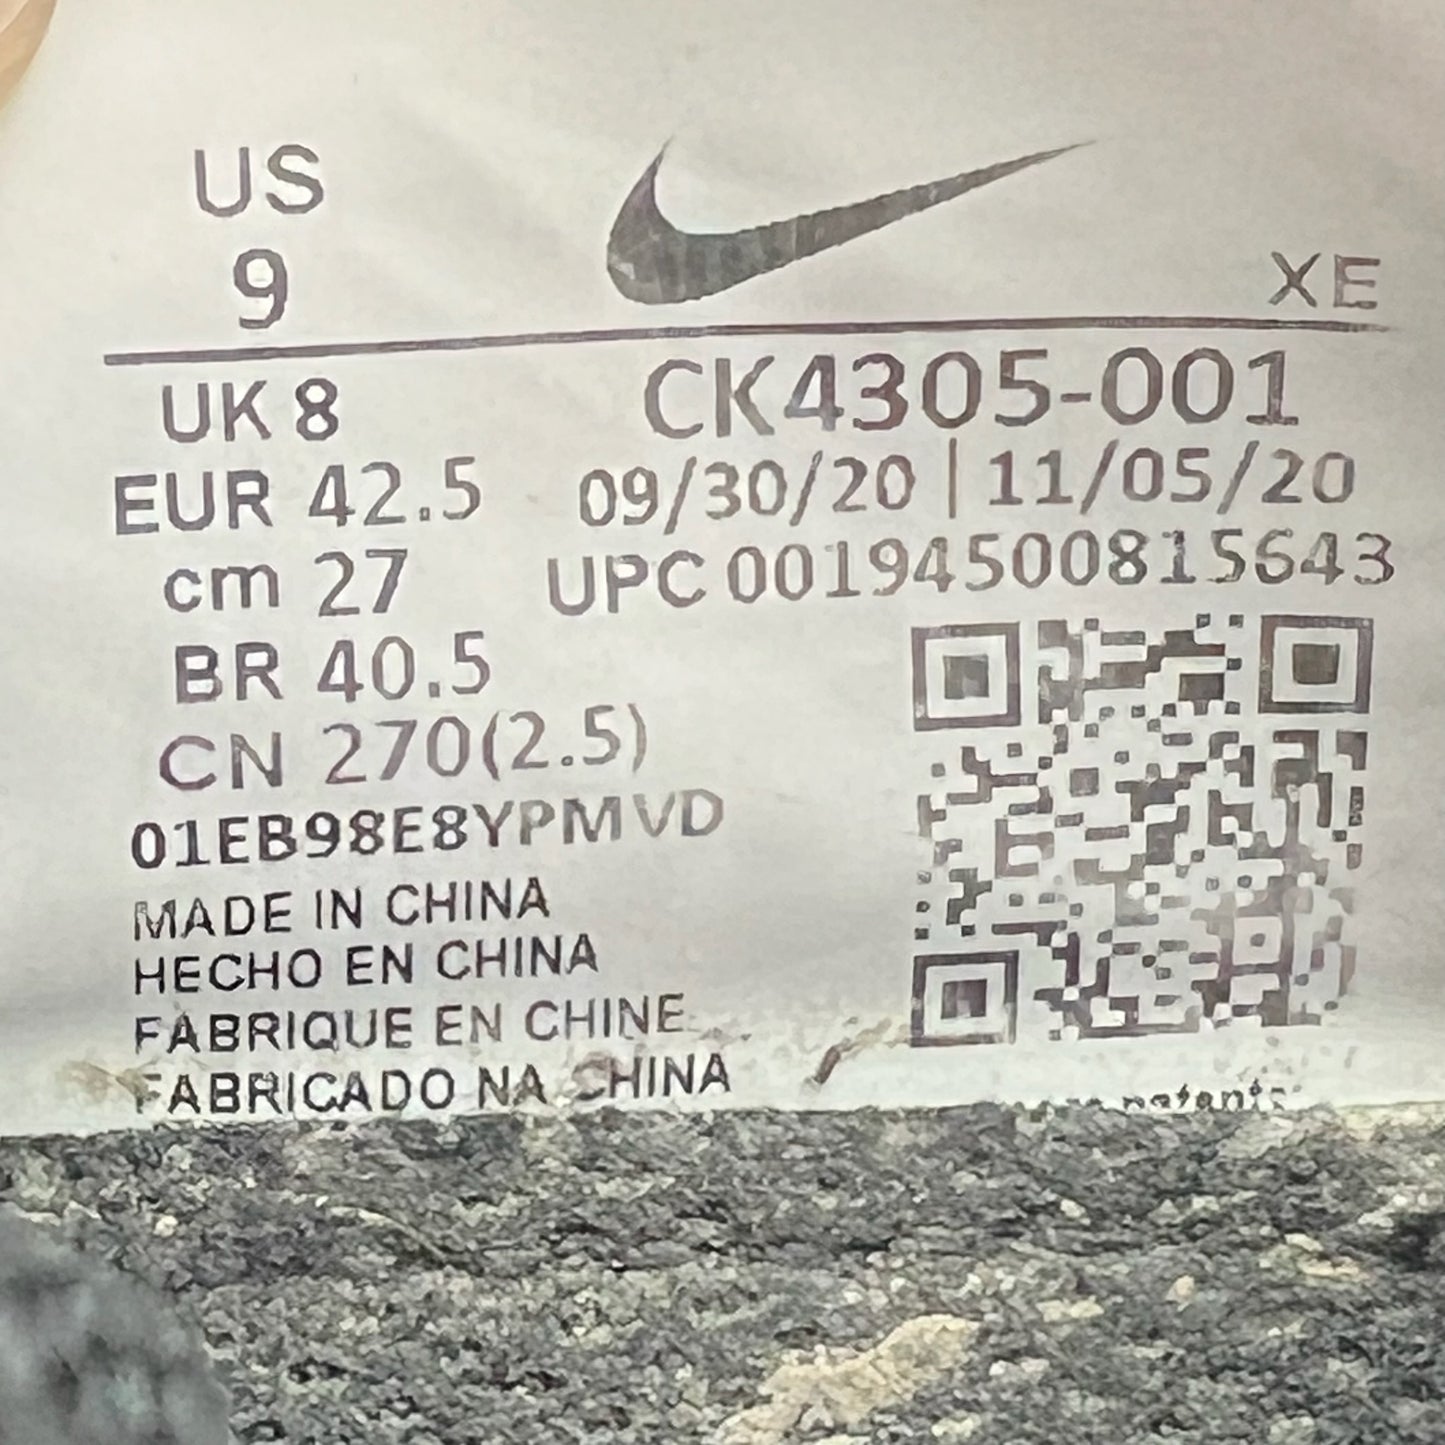 US
9
XE
UK 8
CK4305-001
EUR 42.5
09/30/20 | 11/05/20
cm 27
UPC 00194500815643
BR 40.5
CN 270(2.5)
01EB98E8YPMVD
MADE IN CHINA
HECHO EN CHINA
FABRIQUE EN CHINE
FABRICADO NA CHINA